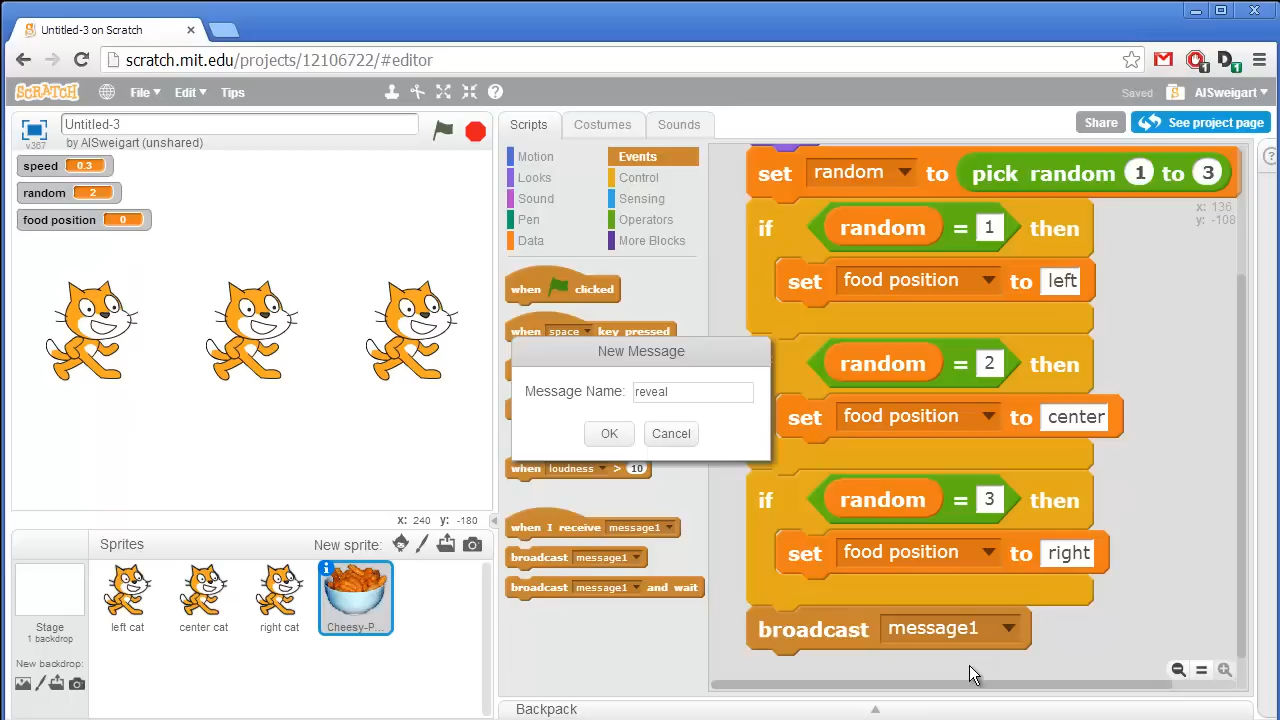 Untitled-3 on Scratch
scratch.mit.edu/projects/12106722/#editor
1 1
SCRATCH File Edit Tips Saved AlSweigart
Untitled-3
by AlSweigart (unshared)
v387
Scripts Costumes Sounds
Share See project page
speed 0.3
random 2
food position 0
Motion Events
Looks Control
Sound Sensing
Pen Operators
Data More Blocks
when clicked
when space key pressed
when loudness > 10
when I receive message1
broadcast message1
broadcast message1 and wait
New Message
Message Name: reveal
OK Cancel
set random to pick random 1 to 3
if random = 1 then
set food position to left
random = 2 then
set food position to center
if random = 3 then
set food position to right
broadcast message1
x: 136
y: -108
x: 240 y: -180
Sprites New sprite:
Stage
1 backdrop
New backdrop:
left cat center cat right cat Cheesy-P...
Backpack